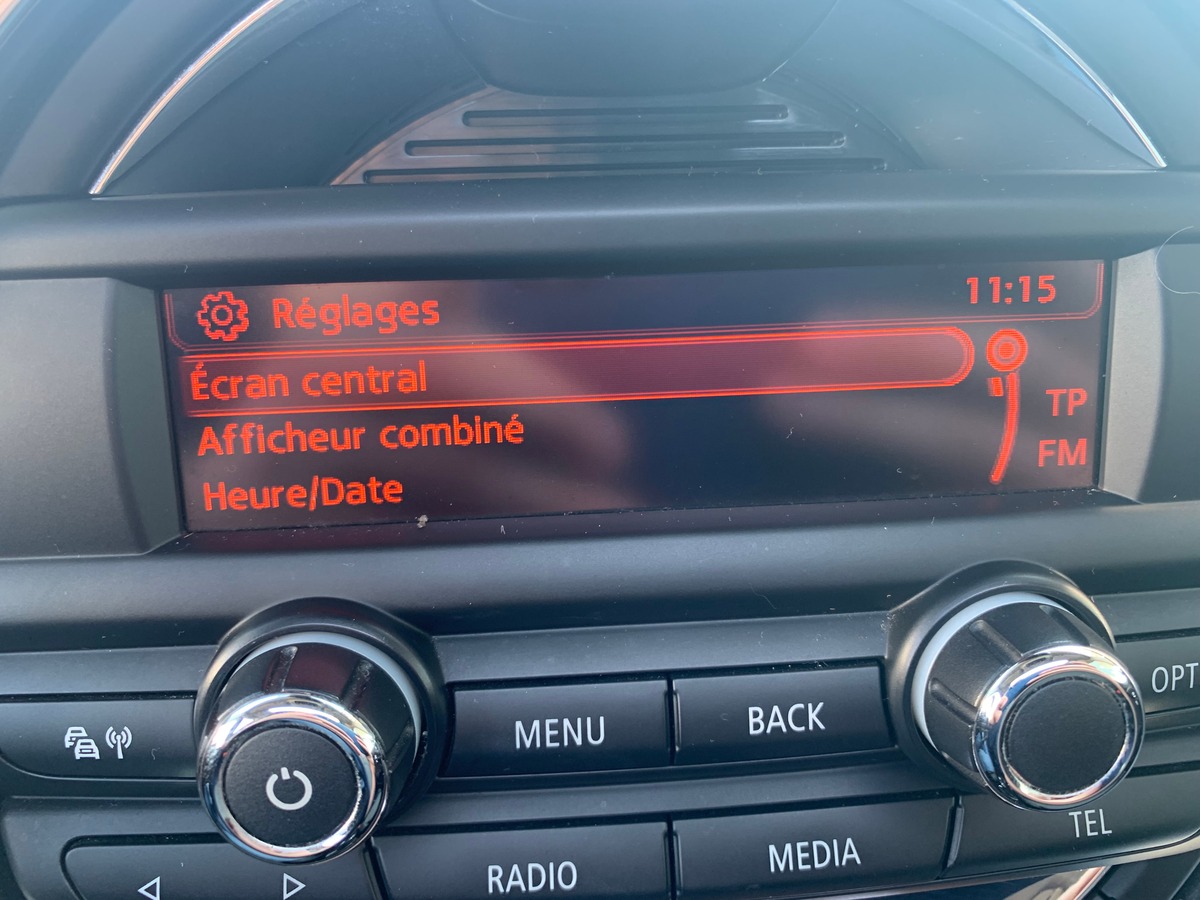 Réglages 11:15
Écran central
Afficheur combiné
Heure/Date
TP
FM
MENU BACK OPT
RADIO MEDIA TEL